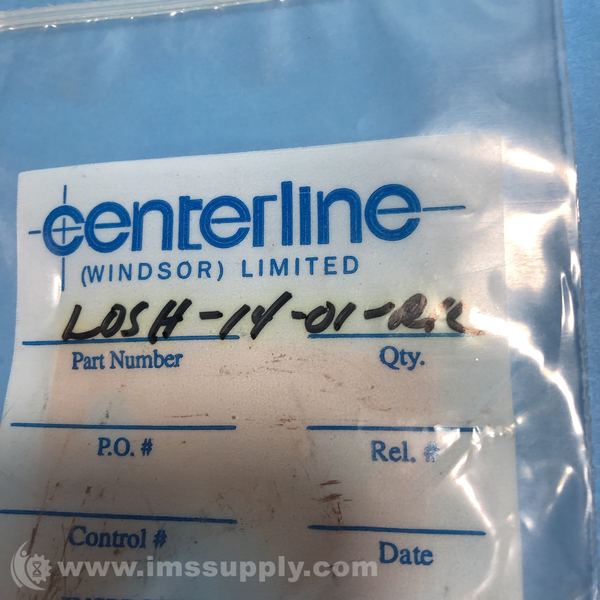 centerline
(WINDSOR) LIMITED
LOSH-14-01-
Part Number Qty.
P.O. # Rel. #
Control # Date
www.imssupply.com